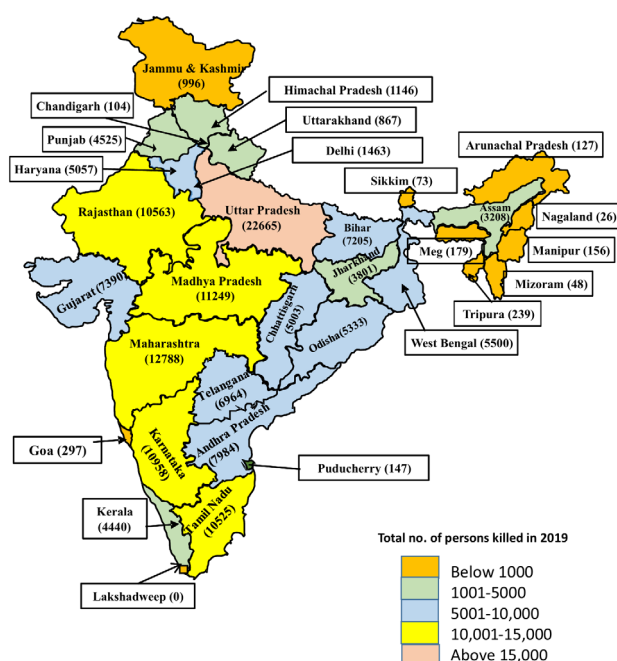 Jammu & Kashmir
(996)
Himachal Pradesh (1146)
Chandigarh (104)
Uttarakhand (867)
Punjab (4525)
Delhi (1463)
Haryana (5057)
Arunachal Pradesh (127)
Sikkim (73)
Assam
(3208)
Nagaland (26)
Rajasthan (10563)
Uttar Pradesh
(22665)
Bihar
(7205)
Meg (179)
Manipur (156)
Jharkhand
(3801)
Mizoram (48)
Gujarat (7390)
Madhya Pradesh
(11249)
Tripura (239)
Chhattisgarh
(5003)
West Bengal (5500)
Odisha(5333)
Maharashtra
(12788)
Telangana
(6964)
Andhra Pradesh
(7984)
Goa (297)
Karnataka
(10958)
Puducherry (147)
Kerala
(4440)
Tamil Nadu
(10525)
Lakshadweep (0)
Total no. of persons killed in 2019
Below 1000
1001-5000
5001-10,000
10,001-15,000
Above 15,000